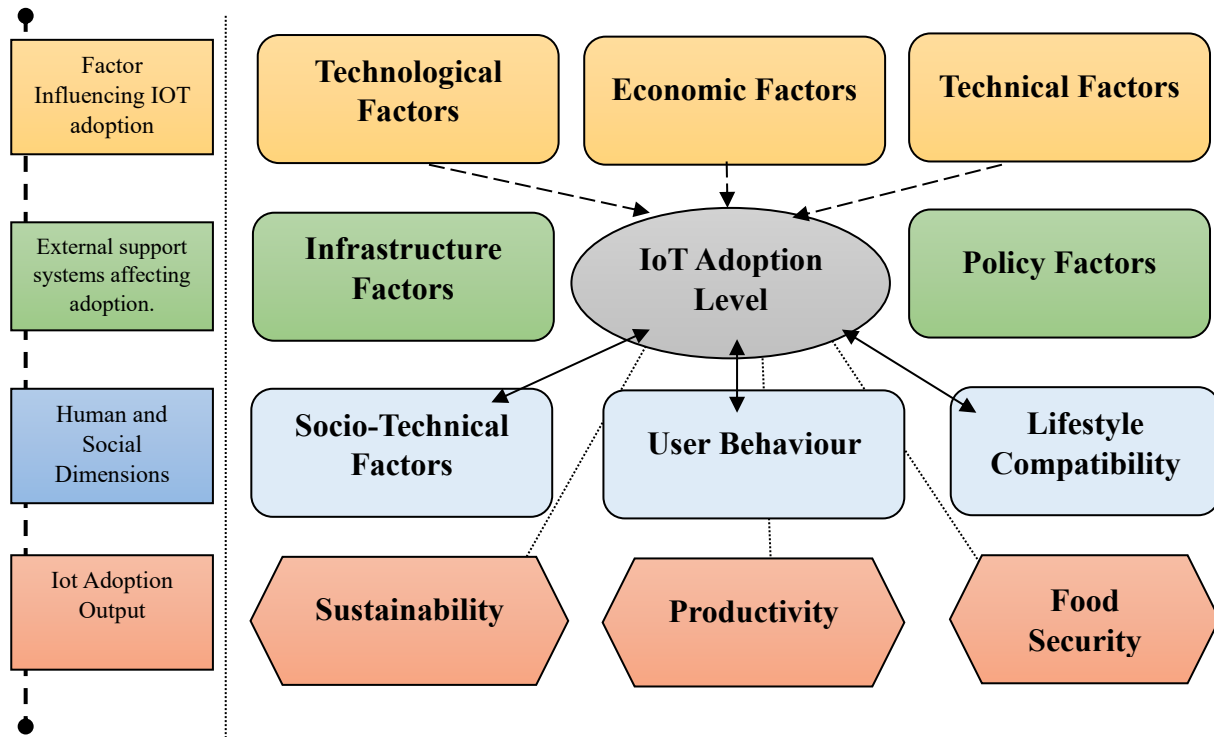 Factor
Influencing IOT
adoption
Technological
Factors
Economic Factors
Technical Factors
External support
systems affecting
adoption.
Infrastructure
Factors
IoT Adoption
Level
Policy Factors
Human and
Social
Dimensions
Socio-Technical
Factors
User Behaviour
Lifestyle
Compatibility
Iot Adoption
Output
Sustainability
Productivity
Food
Security